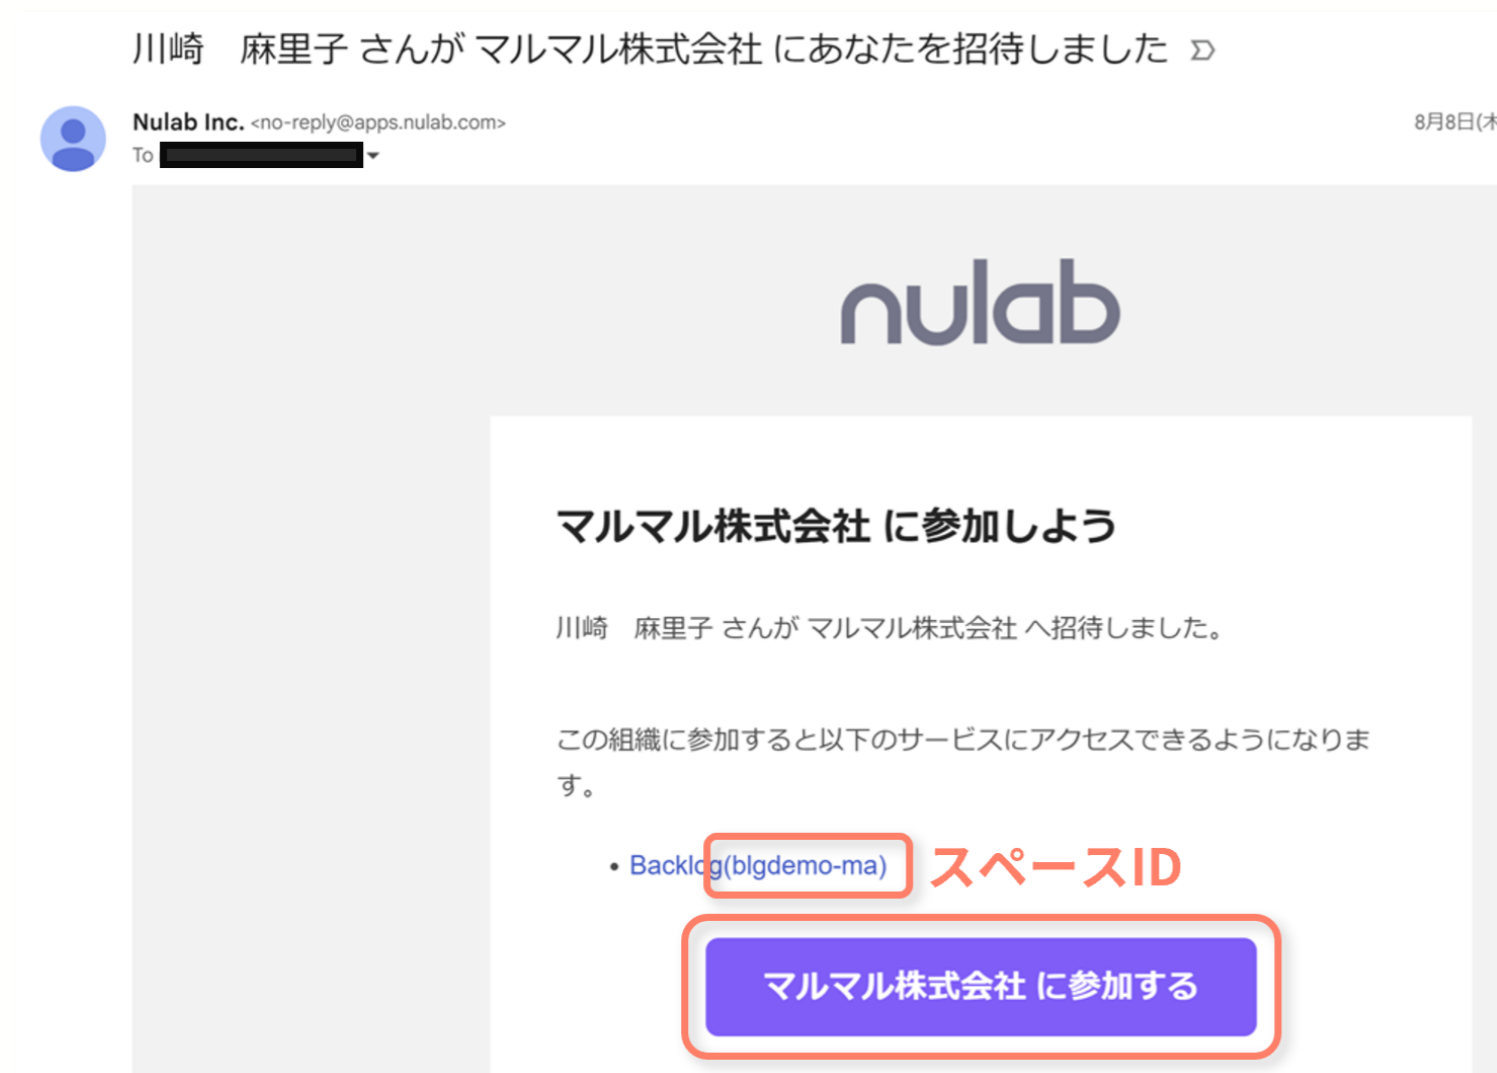 川崎　麻里子 さんが マルマル株式会社 にあなたを招待しました
Nulab Inc. <no-reply@apps.nulab.com>
8月8日(木
To
nulab
マルマル株式会社 に参加しよう
川崎　麻里子 さんが マルマル株式会社 へ招待しました。
この組織に参加すると以下のサービスにアクセスできるようになりま
す。
• Backlog(blgdemo-ma)
スペースID
マルマル株式会社 に参加する